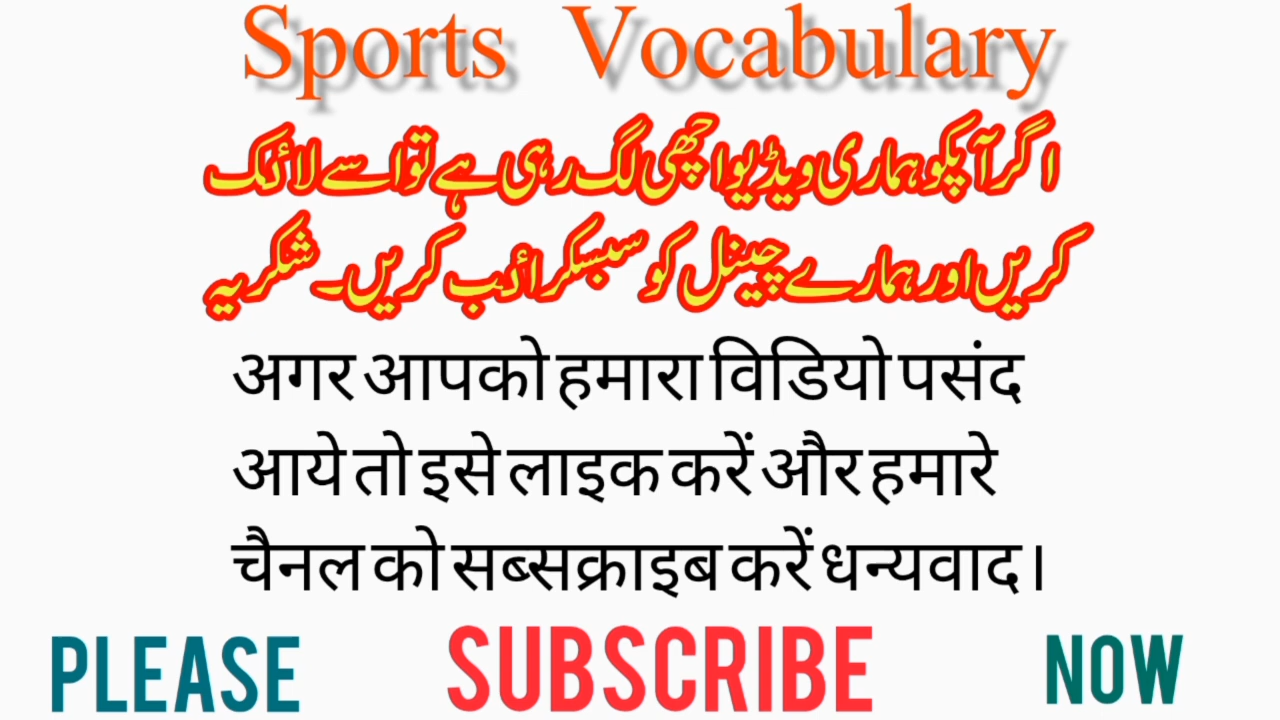 Sports Vocabulary
اگر آپکو ہماری ویڈیو اچھی لگ رہی ہے تو اسے لائک
کریں اور ہمارے چینل کو سبسکرائب کریں۔ شکریہ
अगर आपको हमारा विडियो पसंद
आये तो इसे लाइक करें और हमारे
चैनल को सब्सक्राइब करें धन्यवाद।
PLEASE SUBSCRIBE NOW